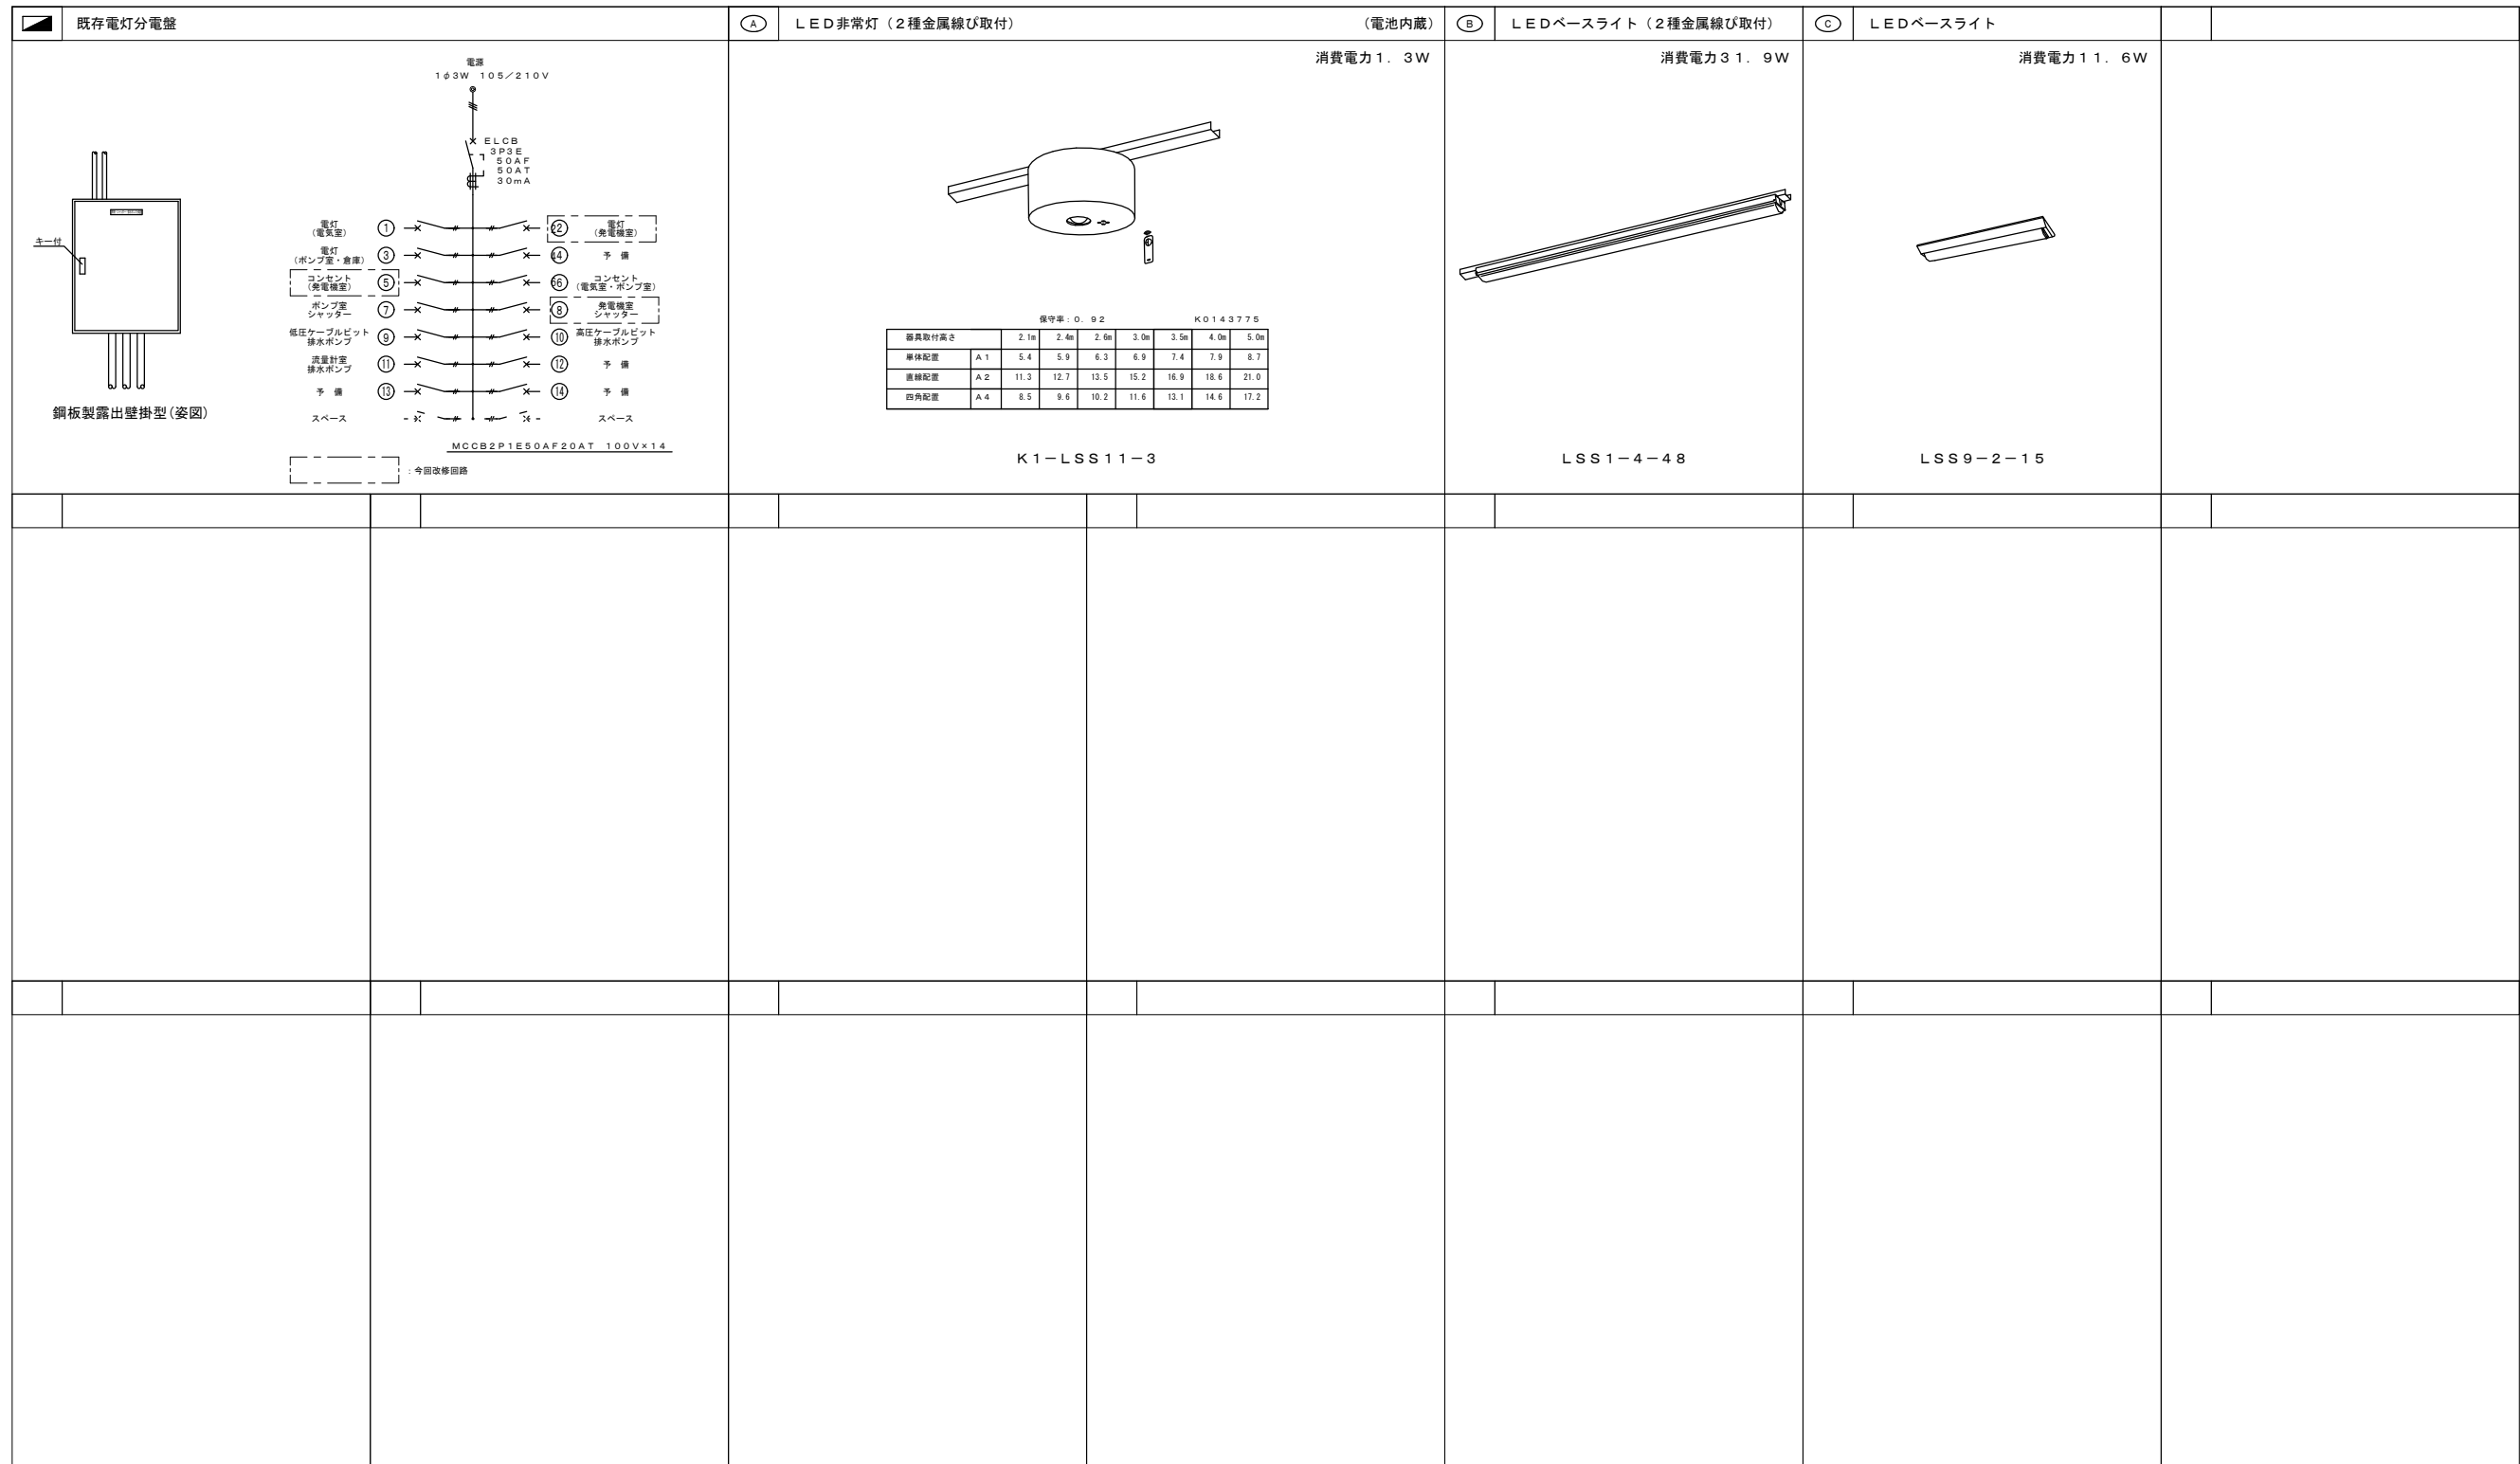 既存電灯分電盤
電源
1φ3W 105/210V
ELCB
3P3E
50AF
50AT
30mA
キー付
鋼板製露出壁掛型(姿図)
電灯
(電気室)
①
②2
電灯
(発電機室)
電灯
(ポンプ室・倉庫)
③
④4
予 備
コンセント
(発電機室)
⑤
⑥6
コンセント
(電気室・ポンプ室)
ポンプ室
シャッター
⑦
⑧
発電機室
シャッター
低圧ケーブルピット
排水ポンプ
⑨
⑩
高圧ケーブルピット
排水ポンプ
流量計室
排水ポンプ
⑪
⑫
予 備
予 備
⑬
⑭
予 備
スペース
スペース
MCCB2P1E50AF20AT 100V×14
:今回改修回路
A
LED非常灯(2種金属線ぴ取付)
(電池内蔵)
消費電力1.3W
保守率:0.92
K0143775
器具取付高さ 2.1m 2.4m 2.6m 3.0m 3.5m 4.0m 5.0m
単体配置 A1 5.4 5.9 6.3 6.9 7.4 7.9 8.7
直線配置 A2 11.3 12.7 13.5 15.2 16.9 18.6 21.0
四角配置 A4 8.5 9.6 10.2 11.6 13.1 14.6 17.2
K1-LSS11-3
B
LEDベースライト(2種金属線ぴ取付)
消費電力31.9W
LSS1-4-48
C
LEDベースライト
消費電力11.6W
LSS9-2-15